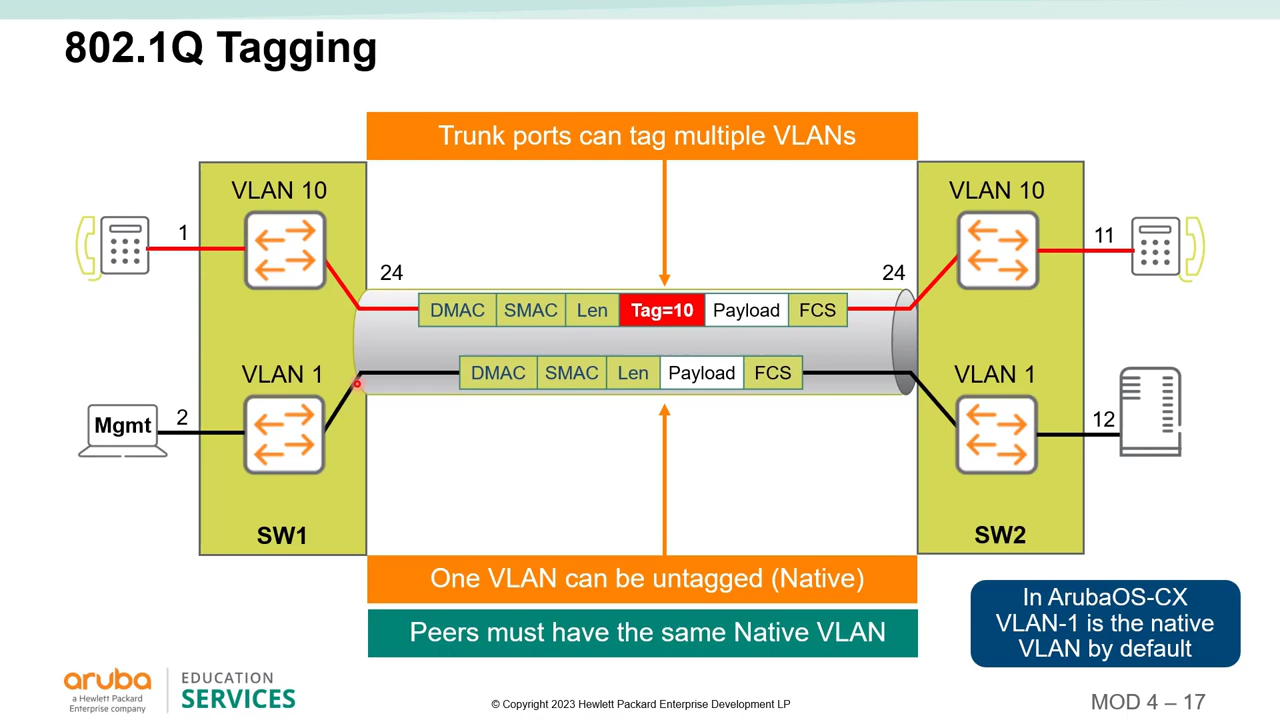 802.1Q Tagging
Trunk ports can tag multiple VLANs
VLAN 10
VLAN 10
1
11
24
24
DMAC SMAC Len Tag=10 Payload FCS
VLAN 1
DMAC SMAC Len Payload FCS
VLAN 1
Mgmt
2
12
SW1
SW2
One VLAN can be untagged (Native)
Peers must have the same Native VLAN
In ArubaOS-CX
VLAN-1 is the native
VLAN by default
aruba
a Hewlett Packard
Enterprise company
EDUCATION
SERVICES
© Copyright 2023 Hewlett Packard Enterprise Development LP
MOD 4 – 17